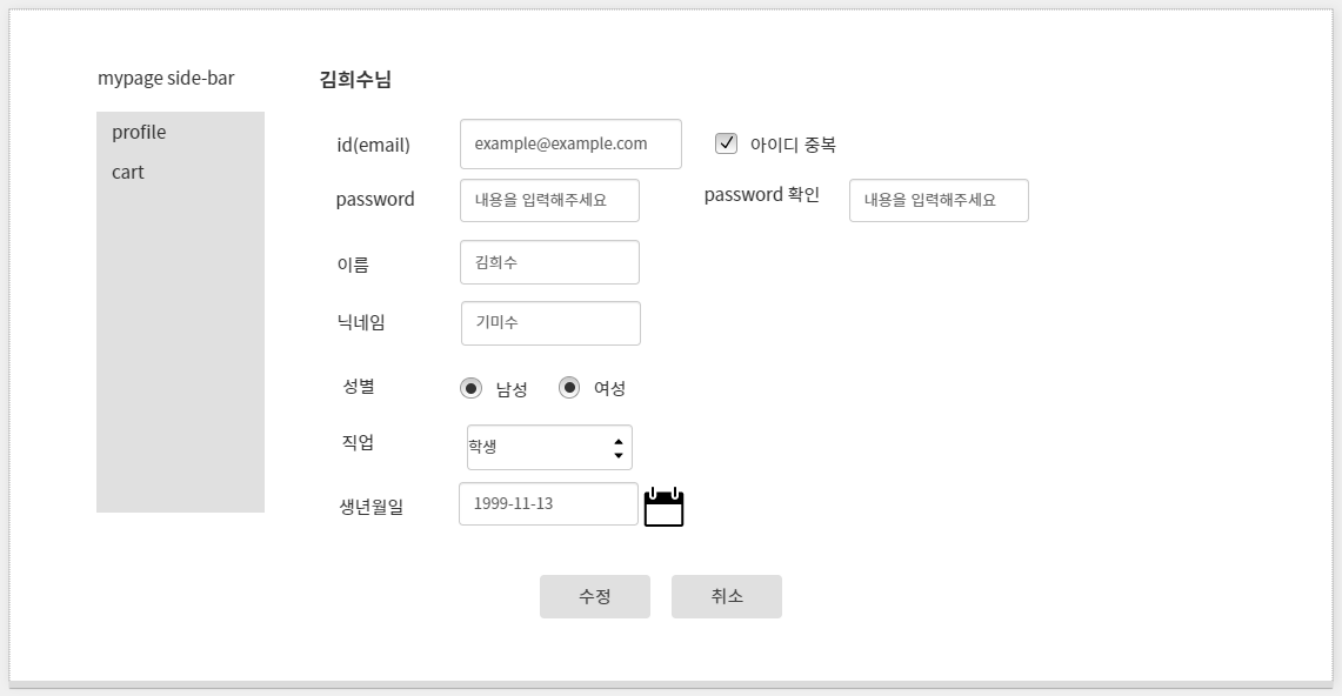 mypage side-bar
김희수님
profile
cart
id(email)
example@example.com
아이디 중복
password
내용을 입력해주세요
password 확인
내용을 입력해주세요
이름
김희수
닉네임
기미수
성별
남성
여성
직업
학생
생년월일
1999-11-13
수정
취소